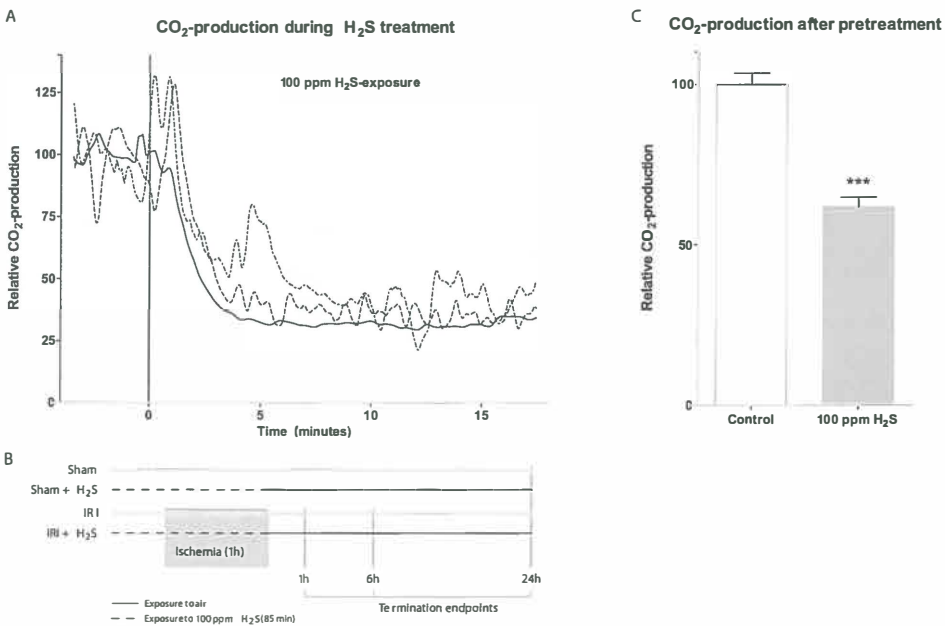 A
CO₂-production during H₂S treatment
100 ppm H₂S-exposure
Relative CO₂-production
125
100
75
50
25
0
0
5
10
15
Time (minutes)
C
CO₂-production after pretreatment
Relative CO₂-production
100
50
0
***
Control
100 ppm H₂S
B
Sham
Sham + H₂S
IRI
IRI + H₂S
Ischemia (1h)
1h
6h
24h
Termination endpoints
Exposure to air
Exposure to 100 ppm H₂S (85 min)